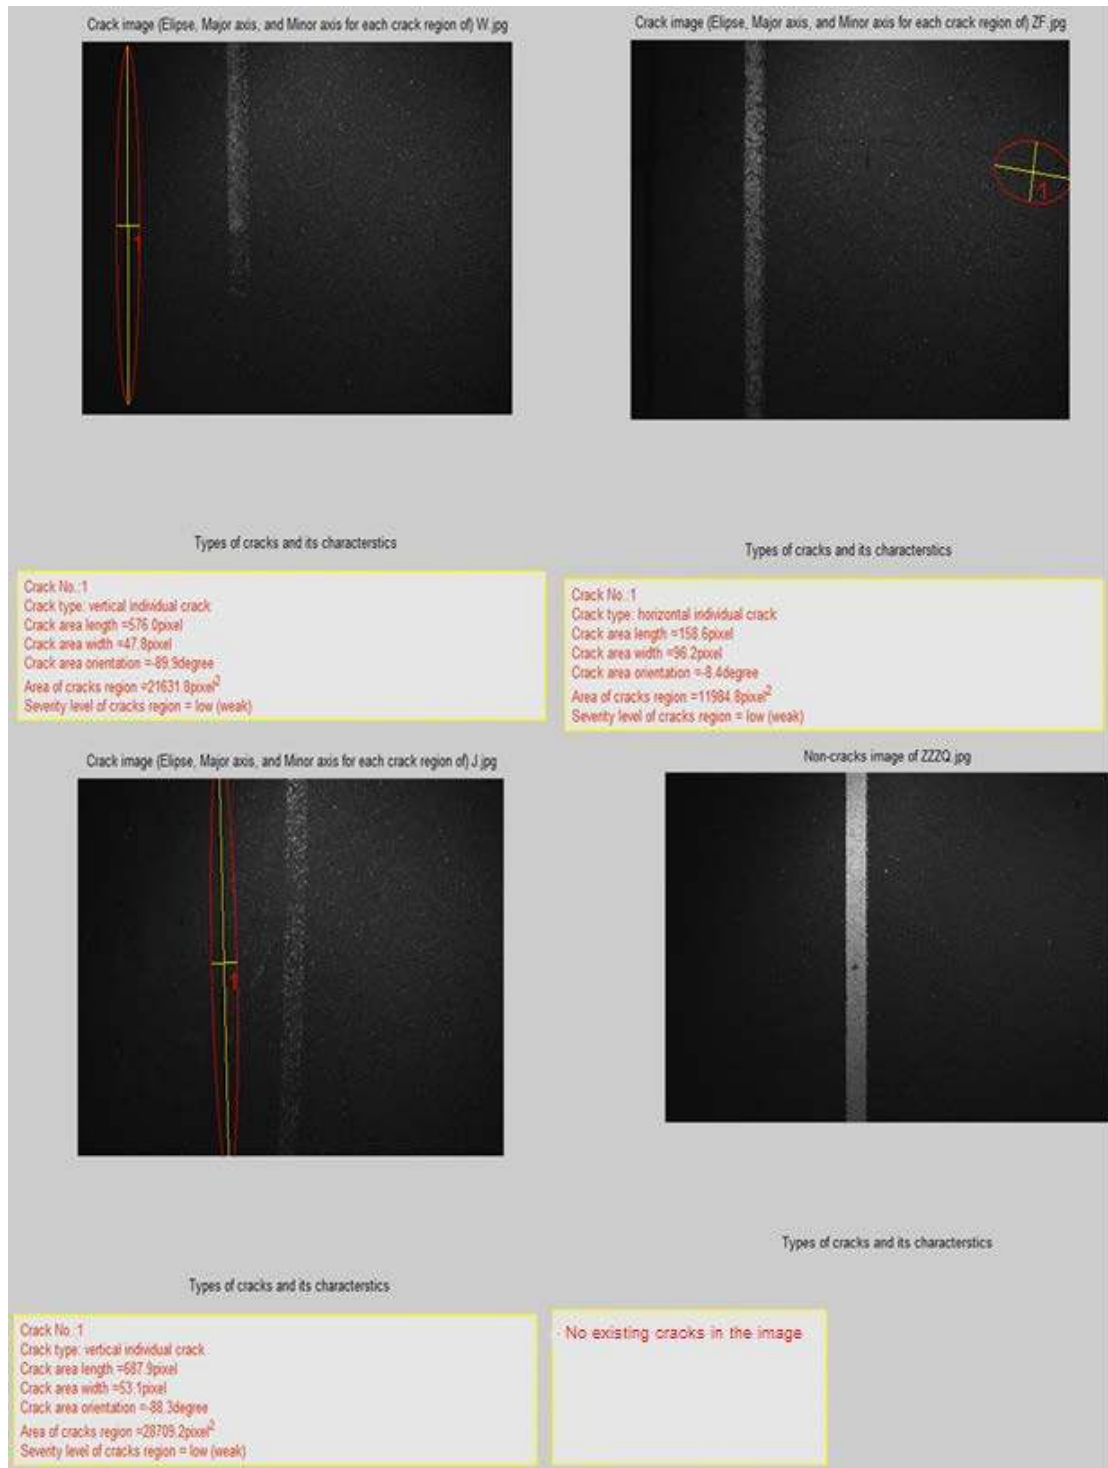 Crack image (Elipse, Major axis, and Minor axis for each crack region of) W.jpg
1
Types of cracks and its characterstics
Crack No.:1
Crack type: vertical individual crack
Crack area length =576.0pixel
Crack area width =47.8pixel
Crack area orientation =-89.9degree
Area of cracks region =21631.8pixel2
Severity level of cracks region = low (weak)
Crack image (Elipse, Major axis, and Minor axis for each crack region of) ZF.jpg
1
Types of cracks and its characterstics
Crack No.:1
Crack type: horizontal individual crack
Crack area length =158.6pixel
Crack area width =96.2pixel
Crack area orientation =-8.4degree
Area of cracks region =11984.8pixel2
Severity level of cracks region = low (weak)
Crack image (Elipse, Major axis, and Minor axis for each crack region of) J.jpg
1
Types of cracks and its characterstics
Crack No.:1
Crack type: vertical individual crack
Crack area length =687.9pixel
Crack area width =53.1pixel
Crack area orientation =-88.3degree
Area of cracks region =28709.2pixel2
Severity level of cracks region = low (weak)
Non-cracks image of ZZZQ.jpg
Types of cracks and its characterstics
No existing cracks in the image